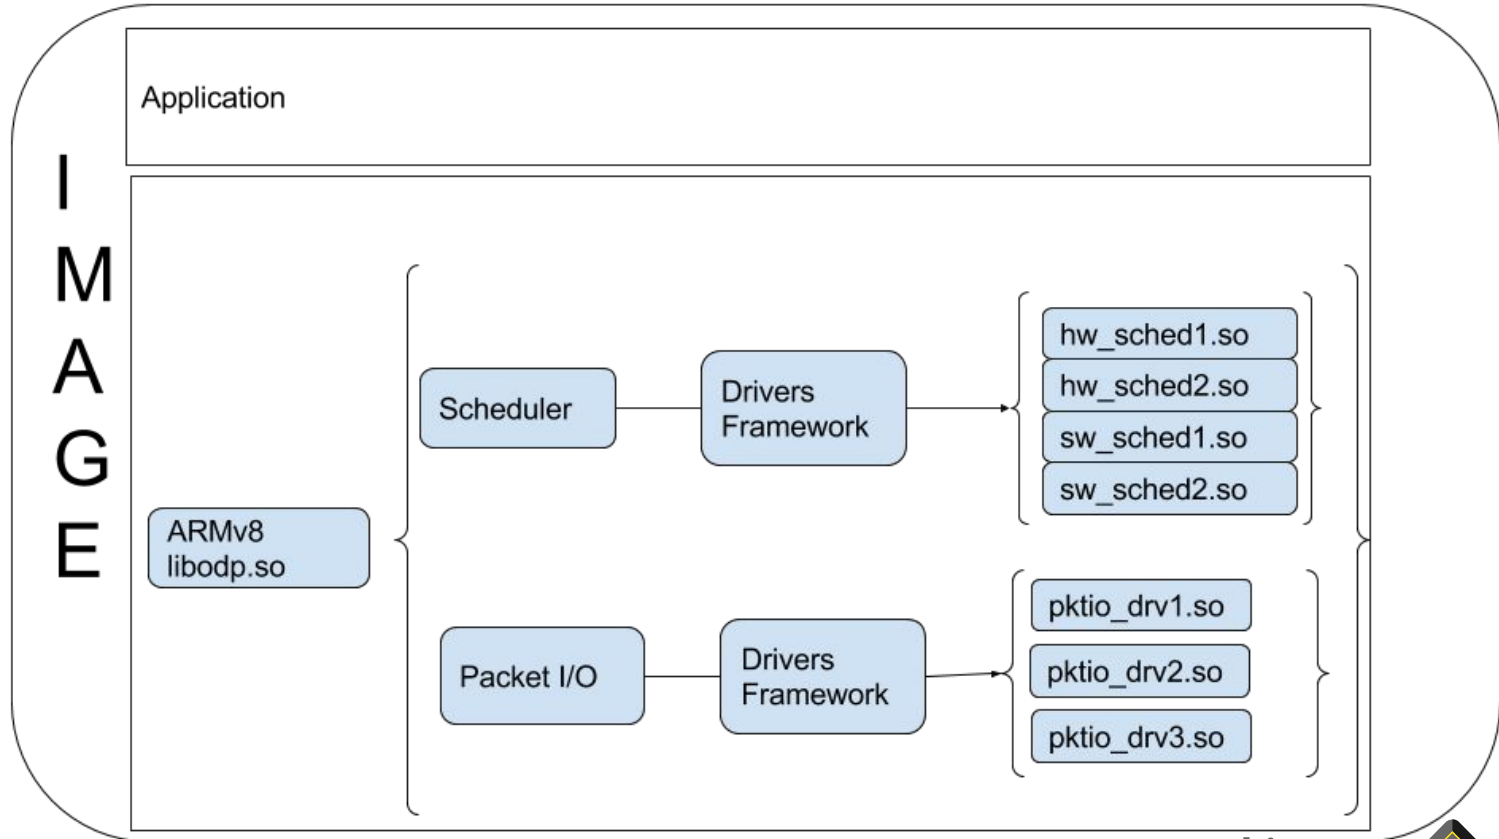 IMAGE
Application
ARMv8
libodp.so
Scheduler
Drivers
Framework
hw_sched1.so
hw_sched2.so
sw_sched1.so
sw_sched2.so
Packet I/O
Drivers
Framework
pktio_drv1.so
pktio_drv2.so
pktio_drv3.so